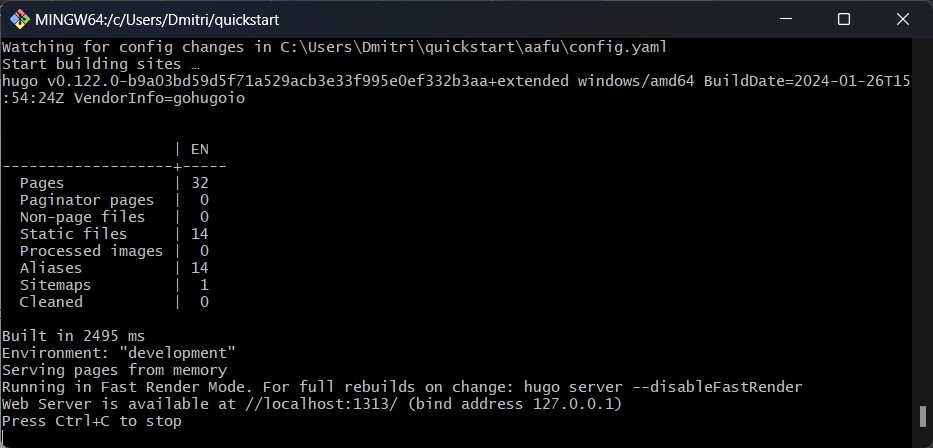 MINGW64:/c/Users/Dmitri/quickstart
Watching for config changes in C:\Users\Dmitri\quickstart\aafu\config.yaml
Start building sites …
hugo v0.122.0-b9a03bd59d5f71a529acb3e33f995e0ef332b3aa+extended windows/amd64 BuildDate=2024-01-26T15
:54:24Z VendorInfo=gohugoio
                   | EN
-------------------+-----
  Pages            | 32
  Paginator pages  |  0
  Non-page files   |  0
  Static files     | 14
  Processed images |  0
  Aliases          | 14
  Sitemaps         |  1
  Cleaned          |  0
Built in 2495 ms
Environment: "development"
Serving pages from memory
Running in Fast Render Mode. For full rebuilds on change: hugo server --disableFastRender
Web Server is available at //localhost:1313/ (bind address 127.0.0.1)
Press Ctrl+C to stop